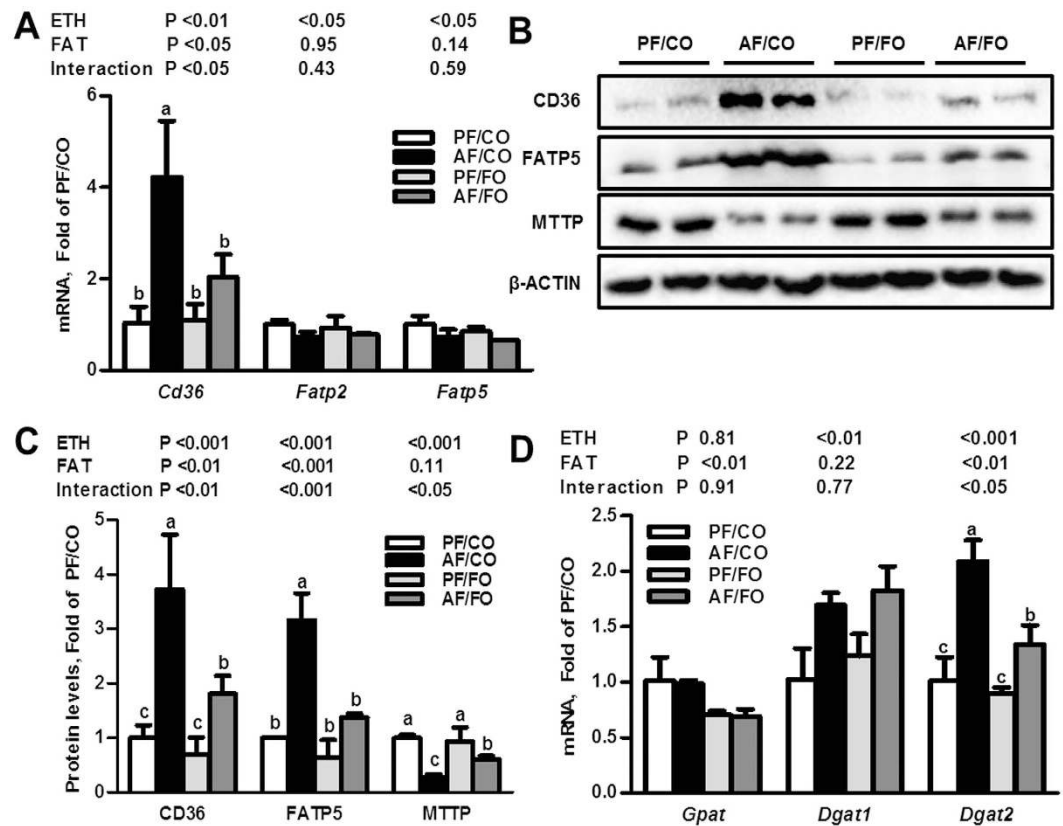 A
ETH P <0.01 <0.05 <0.05
FAT P <0.05 0.95 0.14
Interaction P <0.05 0.43 0.59
mRNA, Fold of PF/CO
6
4
2
0
a
b
b
b
PF/CO
AF/CO
PF/FO
AF/FO
Cd36 Fatp2 Fatp5
B
PF/CO AF/CO PF/FO AF/FO
CD36
FATP5
MTTP
β-ACTIN
C
ETH P <0.001 <0.001 <0.001
FAT P <0.01 <0.001 0.11
Interaction P <0.01 <0.001 <0.05
Protein levels, Fold of PF/CO
5
4
3
2
1
0
a
a
b
c
c
b
b
b
a
a
c
b
PF/CO
AF/CO
PF/FO
AF/FO
CD36 FATP5 MTTP
D
ETH P 0.81 <0.01 <0.001
FAT P <0.01 0.22 <0.01
Interaction P 0.91 0.77 <0.05
mRNA, Fold of PF/CO
2.5
2.0
1.5
1.0
0.5
0.0
PF/CO
AF/CO
PF/FO
AF/FO
a
b
c
c
Gpat Dgat1 Dgat2